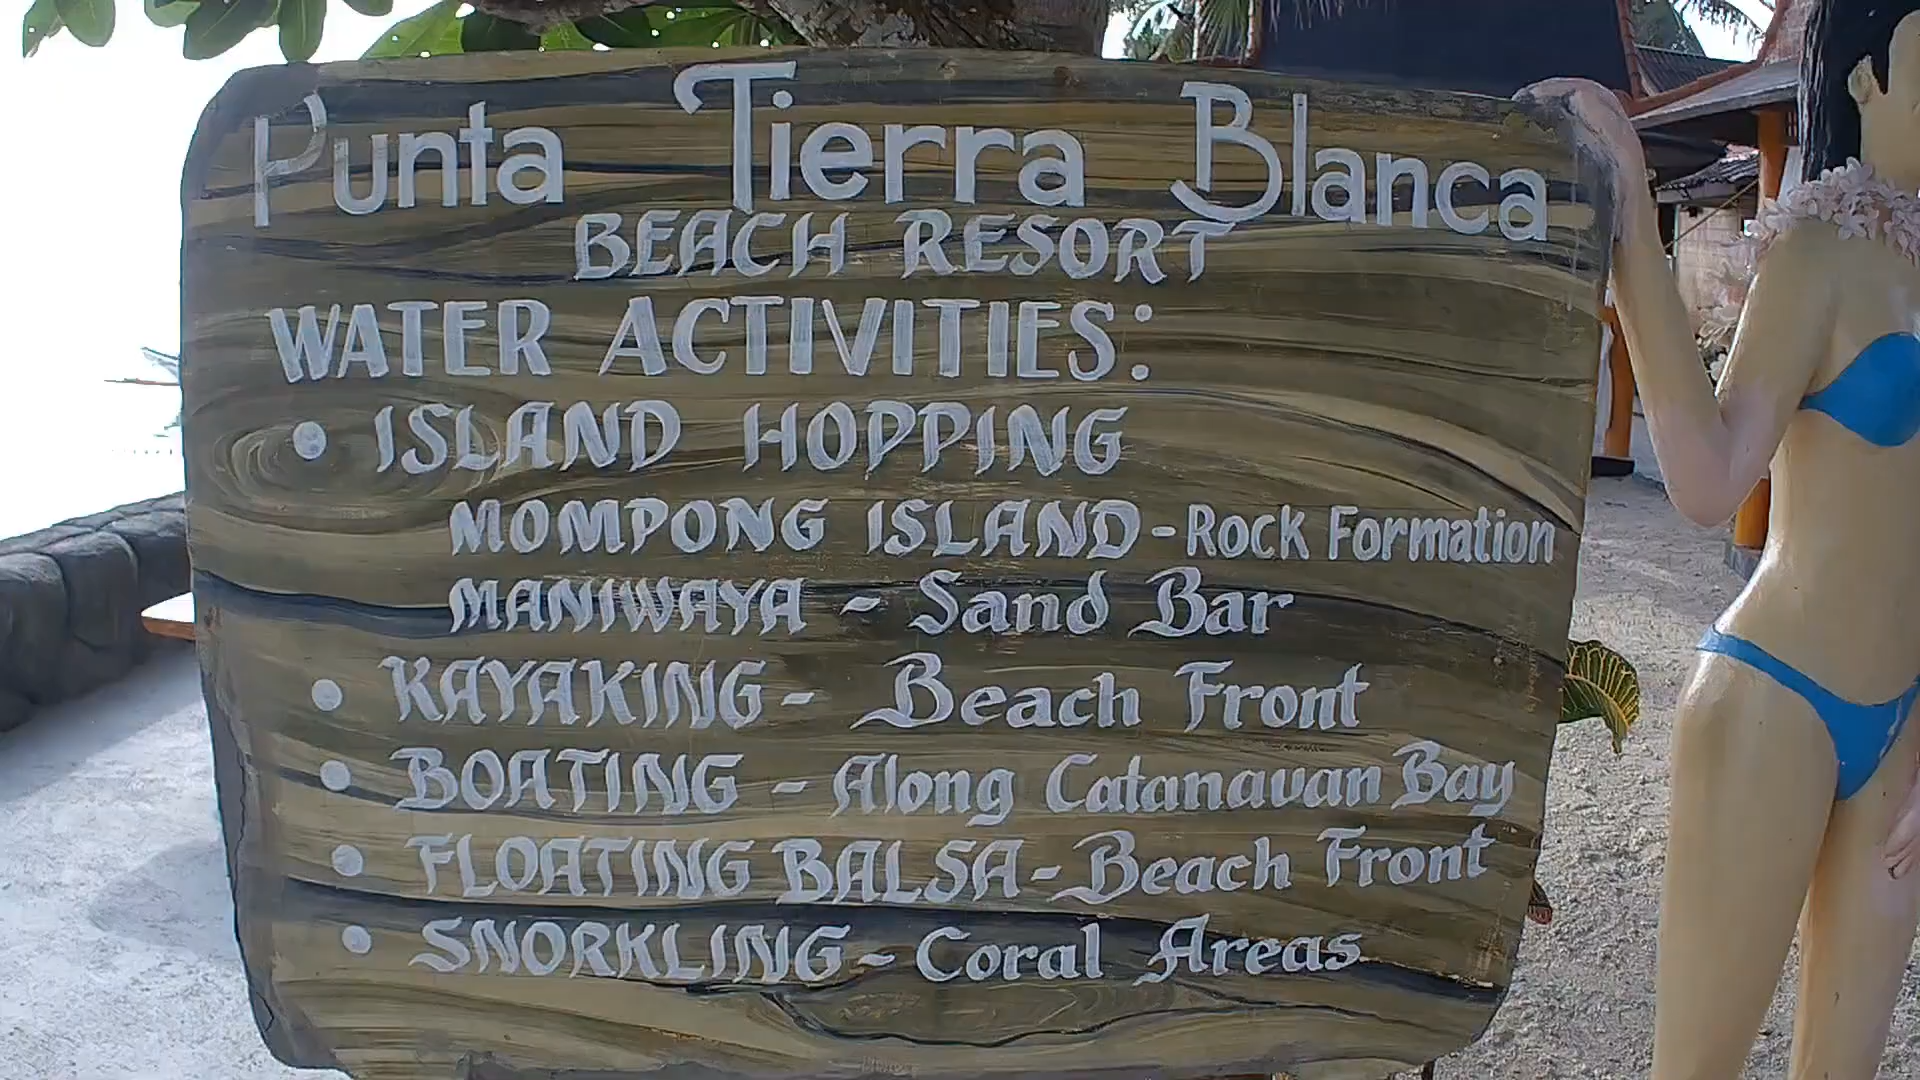 Punta Tierra Blanca
BEACH RESORT
WATER ACTIVITIES:
• ISLAND HOPPING
MOMPONG ISLAND - Rock Formation
MANIWAYA - Sand Bar
• KAYAKING - Beach Front
• BOATING - Along Catanauan Bay
• FLOATING BALSA - Beach Front
• SNORKLING - Coral Areas